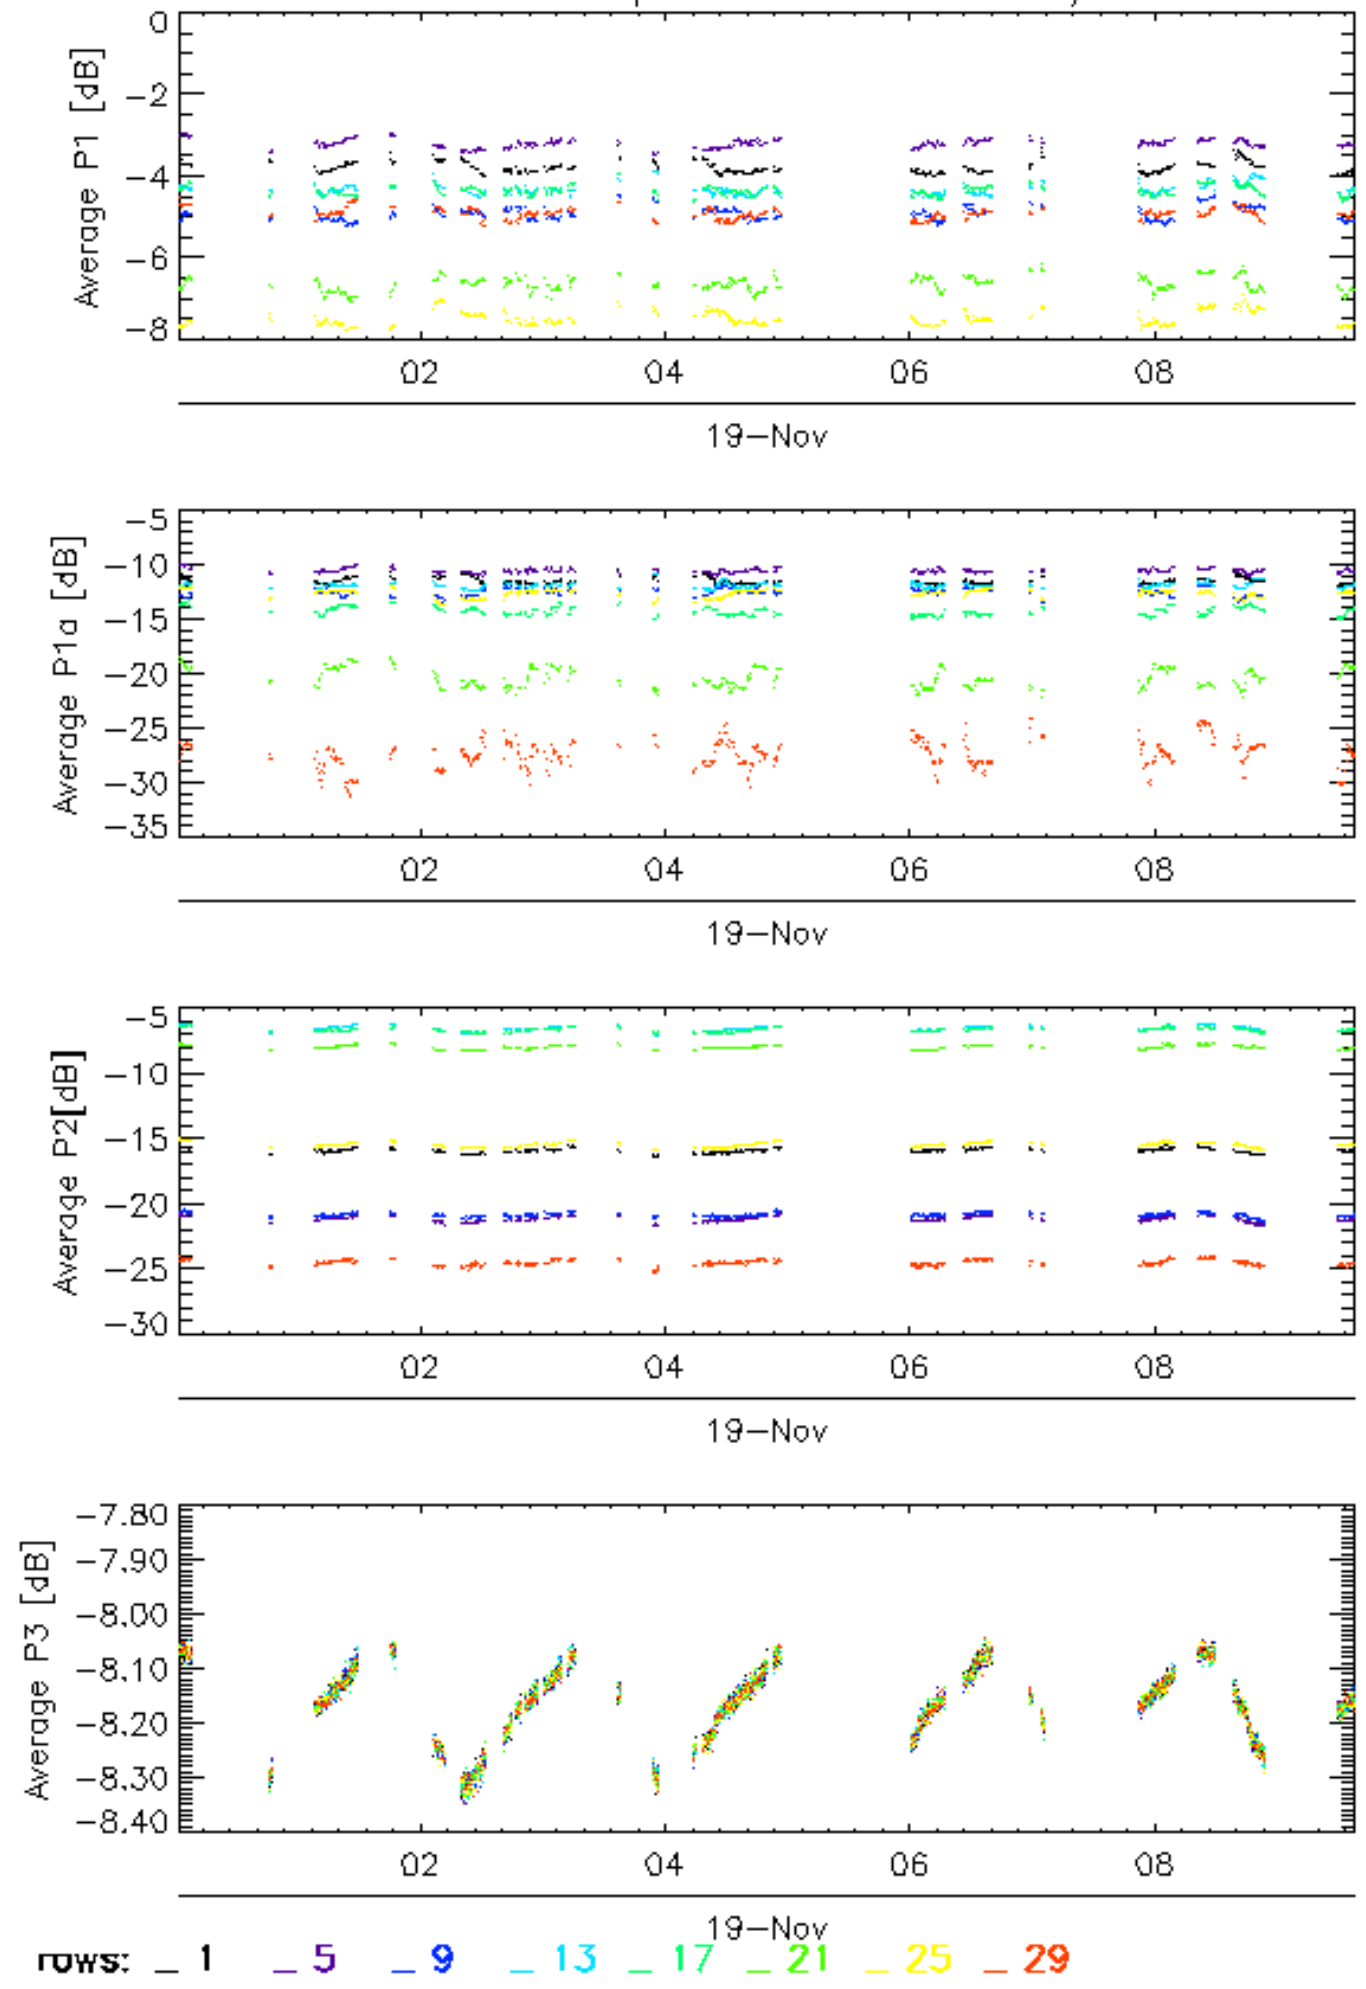 Average P1 [dB]
0
−2
−4
−6
−8
02 04 06 08
19−Nov
Average P1a [dB]
−5
−10
−15
−20
−25
−30
−35
02 04 06 08
19−Nov
Average P2[dB]
−5
−10
−15
−20
−25
−30
02 04 06 08
19−Nov
Average P3 [dB]
−7.80
−7.90
−8.00
−8.10
−8.20
−8.30
−8.40
02 04 06 08
19−Nov
rows: _ 1 _ 5 _ 9 _ 13 _ 17 _ 21 _ 25 _ 29